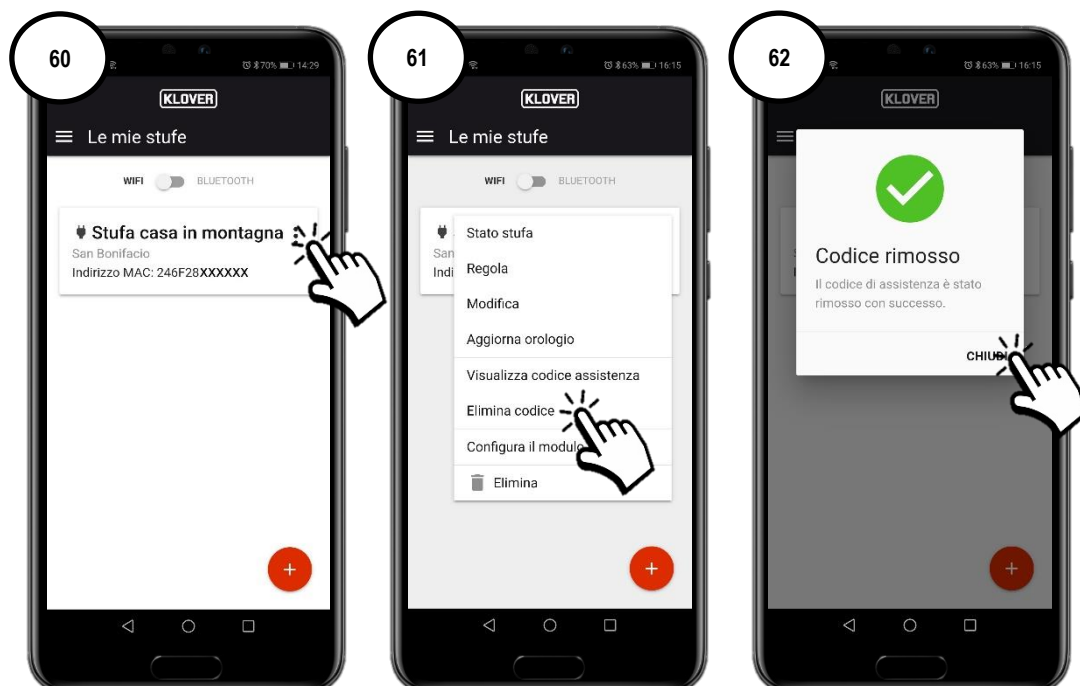 60
70% 14:29
KLOVER
Le mie stufe
WIFI BLUETOOTH
Stufa casa in montagna
San Bonifacio
Indirizzo MAC: 246F28XXXXXX
+
61
63% 16:15
KLOVER
Le mie stufe
WIFI BLUETOOTH
San
Indi
Stato stufa
Regola
Modifica
Aggiorna orologio
Visualizza codice assistenza
Elimina codice
Configura il modulo
Elimina
+
62
63% 16:15
KLOVER
Codice rimosso
Il codice di assistenza è stato
rimosso con successo.
CHIUDI
+